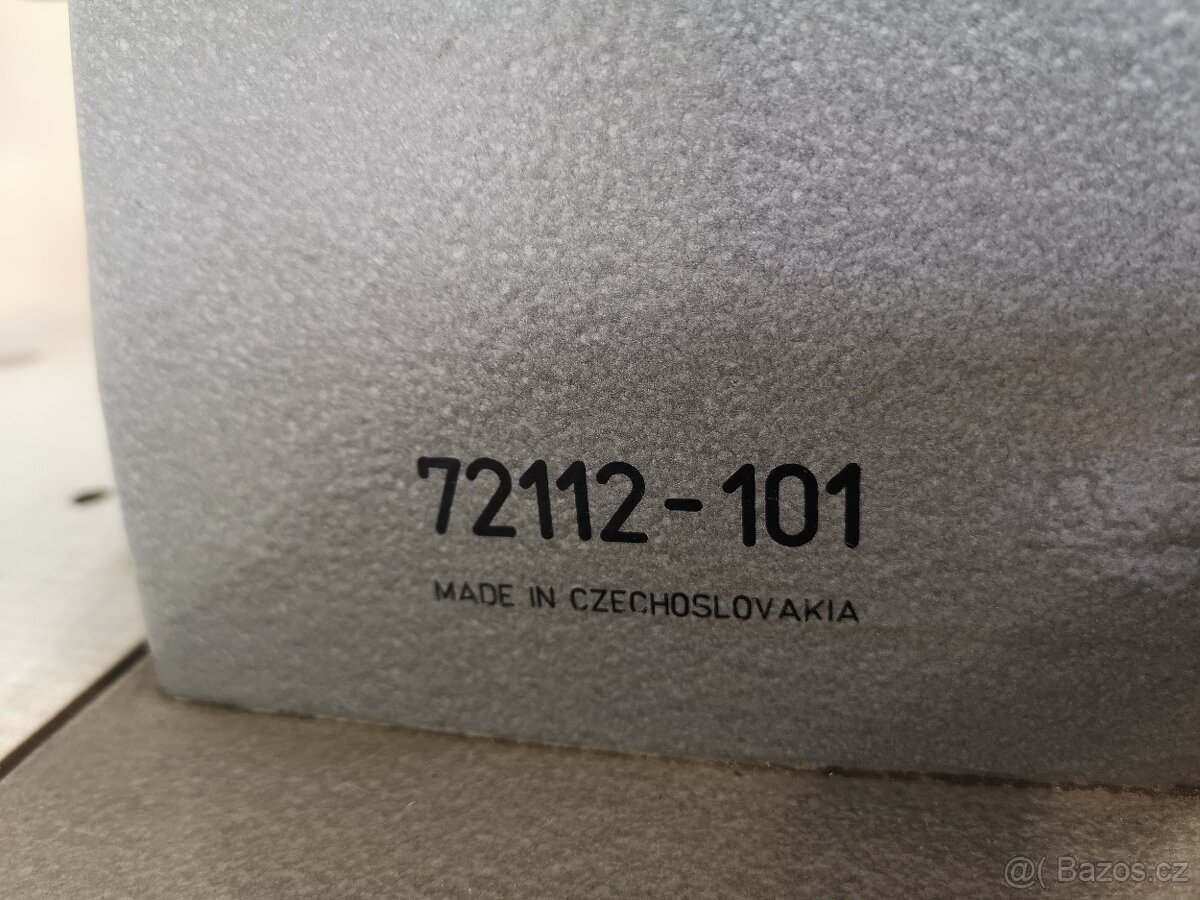 72112-101
MADE IN CZECHOSLOVAKIA
@( Bazos.cz